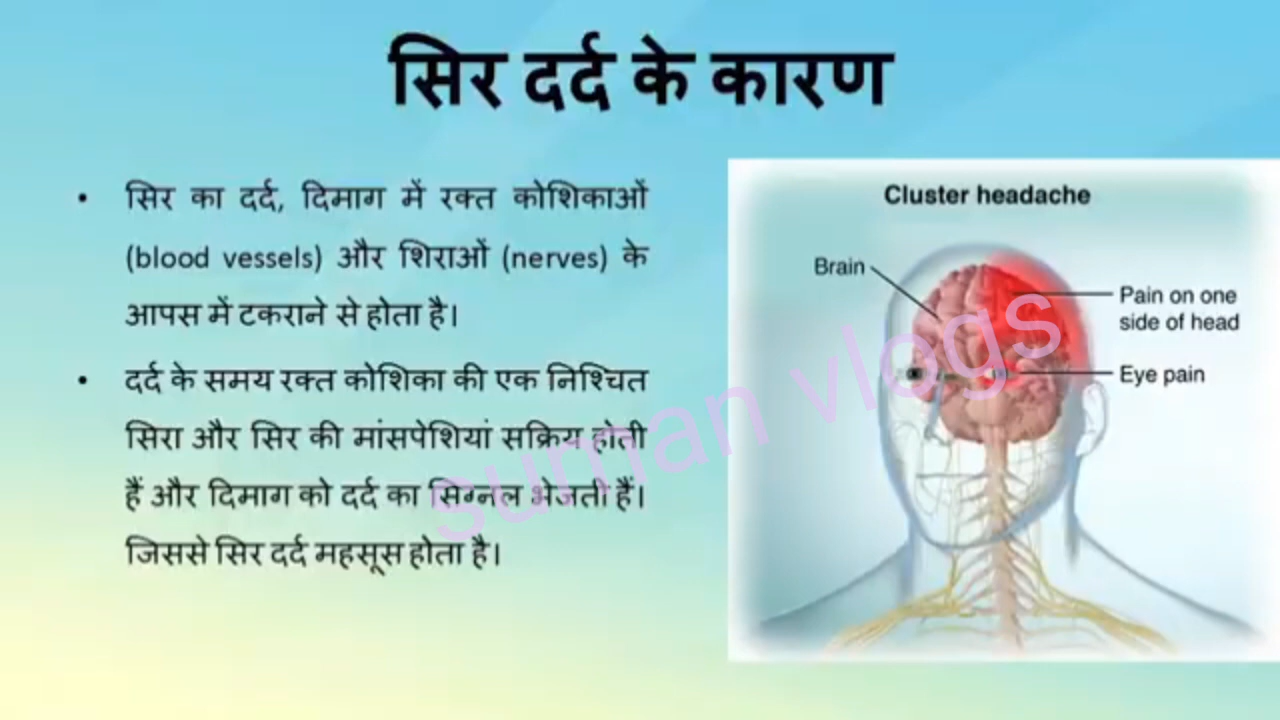 सिर दर्द के कारण
• सिर का दर्द, दिमाग में रक्त कोशिकाओं
(blood vessels) और शिराओं (nerves) के
आपस में टकराने से होता है।
• दर्द के समय रक्त कोशिका की एक निश्चित
सिरा और सिर की मांसपेशियां सक्रिय होती
हैं और दिमाग को दर्द का सिग्नल भेजती हैं।
जिससे सिर दर्द महसूस होता है।
Cluster headache
Brain
Pain on one
side of head
Eye pain
suman vlogs